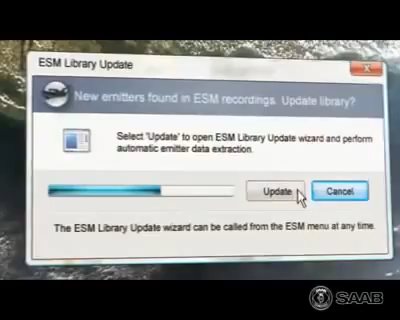 ESM Library Update
New emitters found in ESM recordings. Update library?
Select 'Update' to open ESM Library Update wizard and perform
automatic emitter data extraction.
Update
Cancel
The ESM Library Update wizard can be called from the ESM menu at any time.
SAAB